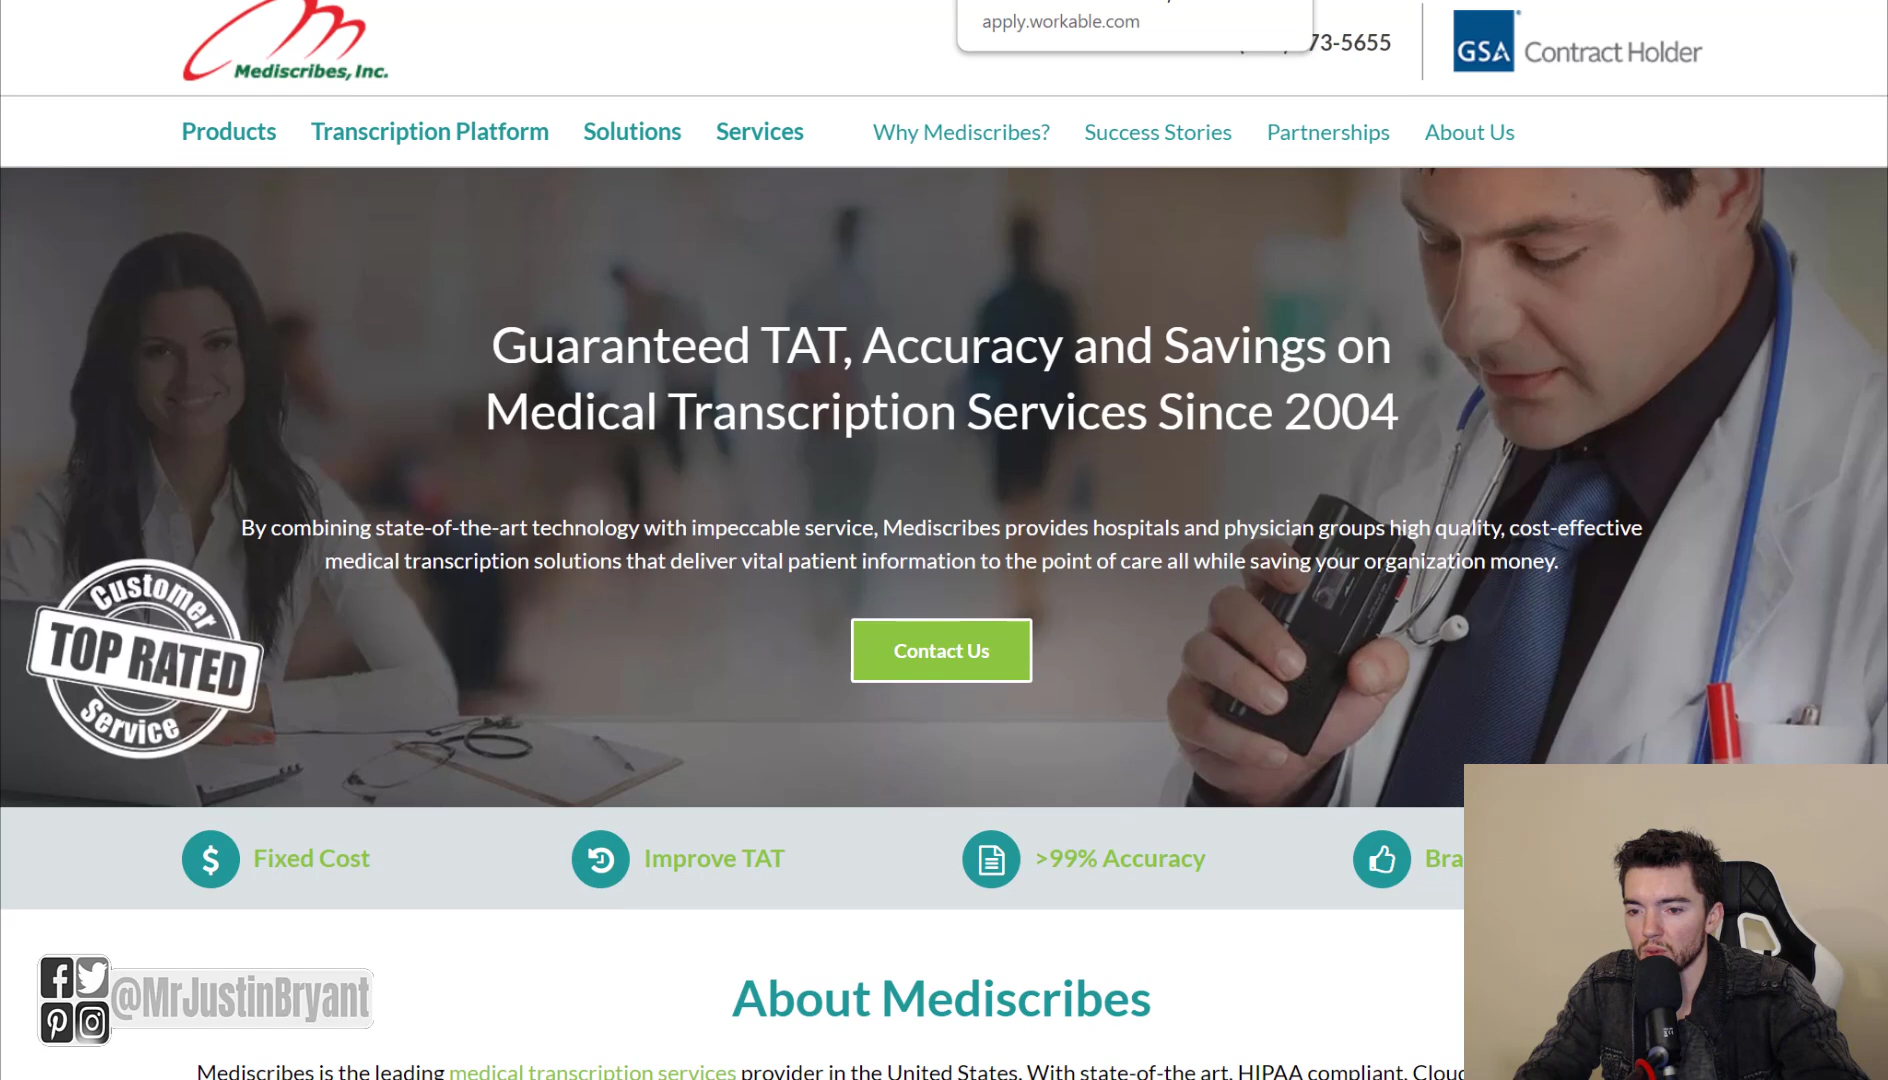 apply.workable.com
73-5655
GSA Contract Holder
Mediscribes, Inc.
Products Transcription Platform Solutions Services Why Mediscribes? Success Stories Partnerships About Us
Guaranteed TAT, Accuracy and Savings on
Medical Transcription Services Since 2004
By combining state-of-the-art technology with impeccable service, Mediscribes provides hospitals and physician groups high quality, cost-effective
medical transcription solutions that deliver vital patient information to the point of care all while saving your organization money.
Customer
TOP RATED
Service
Contact Us
$ Fixed Cost Improve TAT >99% Accuracy Bra
@MrJustinBryant
About Mediscribes
Mediscribes is the leading medical transcription services provider in the United States. With state-of-the art, HIPAA compliant, Cloud